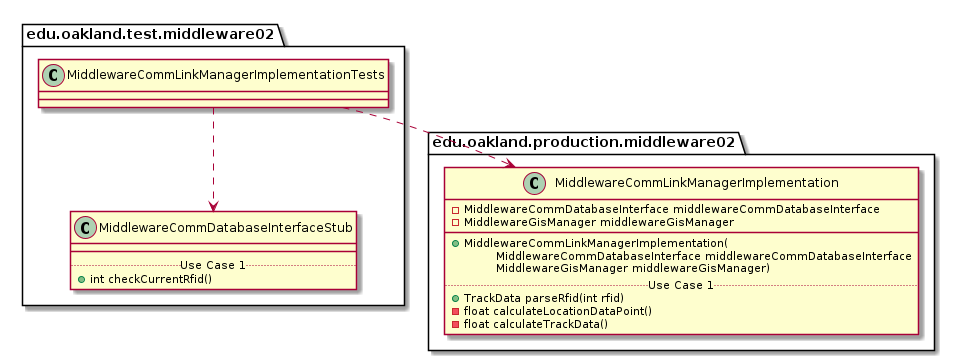 edu.oakland.test.middleware02
C MiddlewareCommLinkManagerImplementationTests
C MiddlewareCommDatabaseInterfaceStub
Use Case 1
int checkCurrentRfid()
edu.oakland.production.middleware02
C MiddlewareCommLinkManagerImplementation
MiddlewareCommDatabaseInterface middlewareCommDatabaseInterface
MiddlewareGisManager middlewareGisManager
MiddlewareCommLinkManagerImplementation(
MiddlewareCommDatabaseInterface middlewareCommDatabaseInterface
MiddlewareGisManager middlewareGisManager)
Use Case 1
TrackData parseRfid(int rfid)
float calculateLocationDataPoint()
float calculateTrackData()